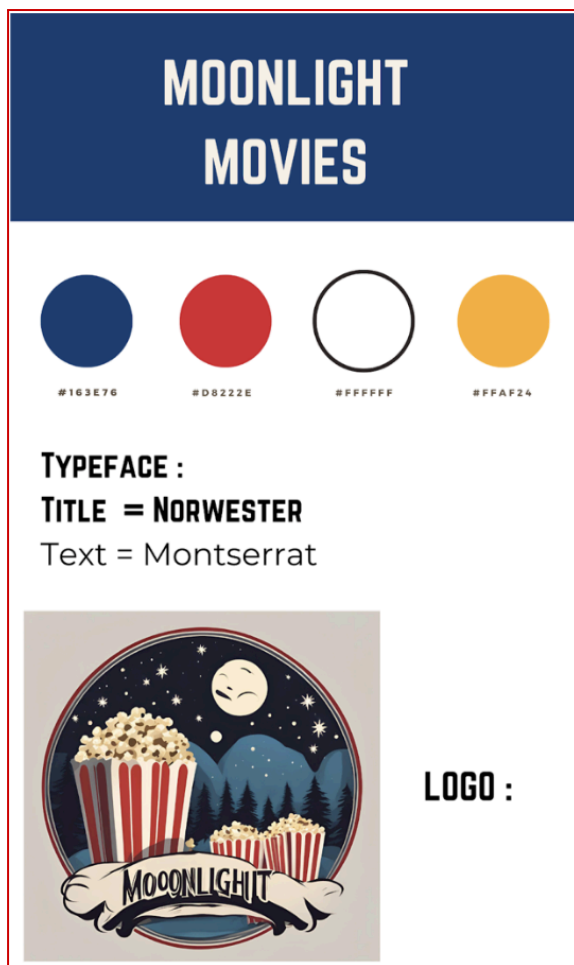 MOONLIGHT
MOVIES
#163E76 #D8222E #FFFFFF #FFAF24
TYPEFACE :
TITLE = NORWESTER
Text = Montserrat
LOGO :
MOOONLIGHUT